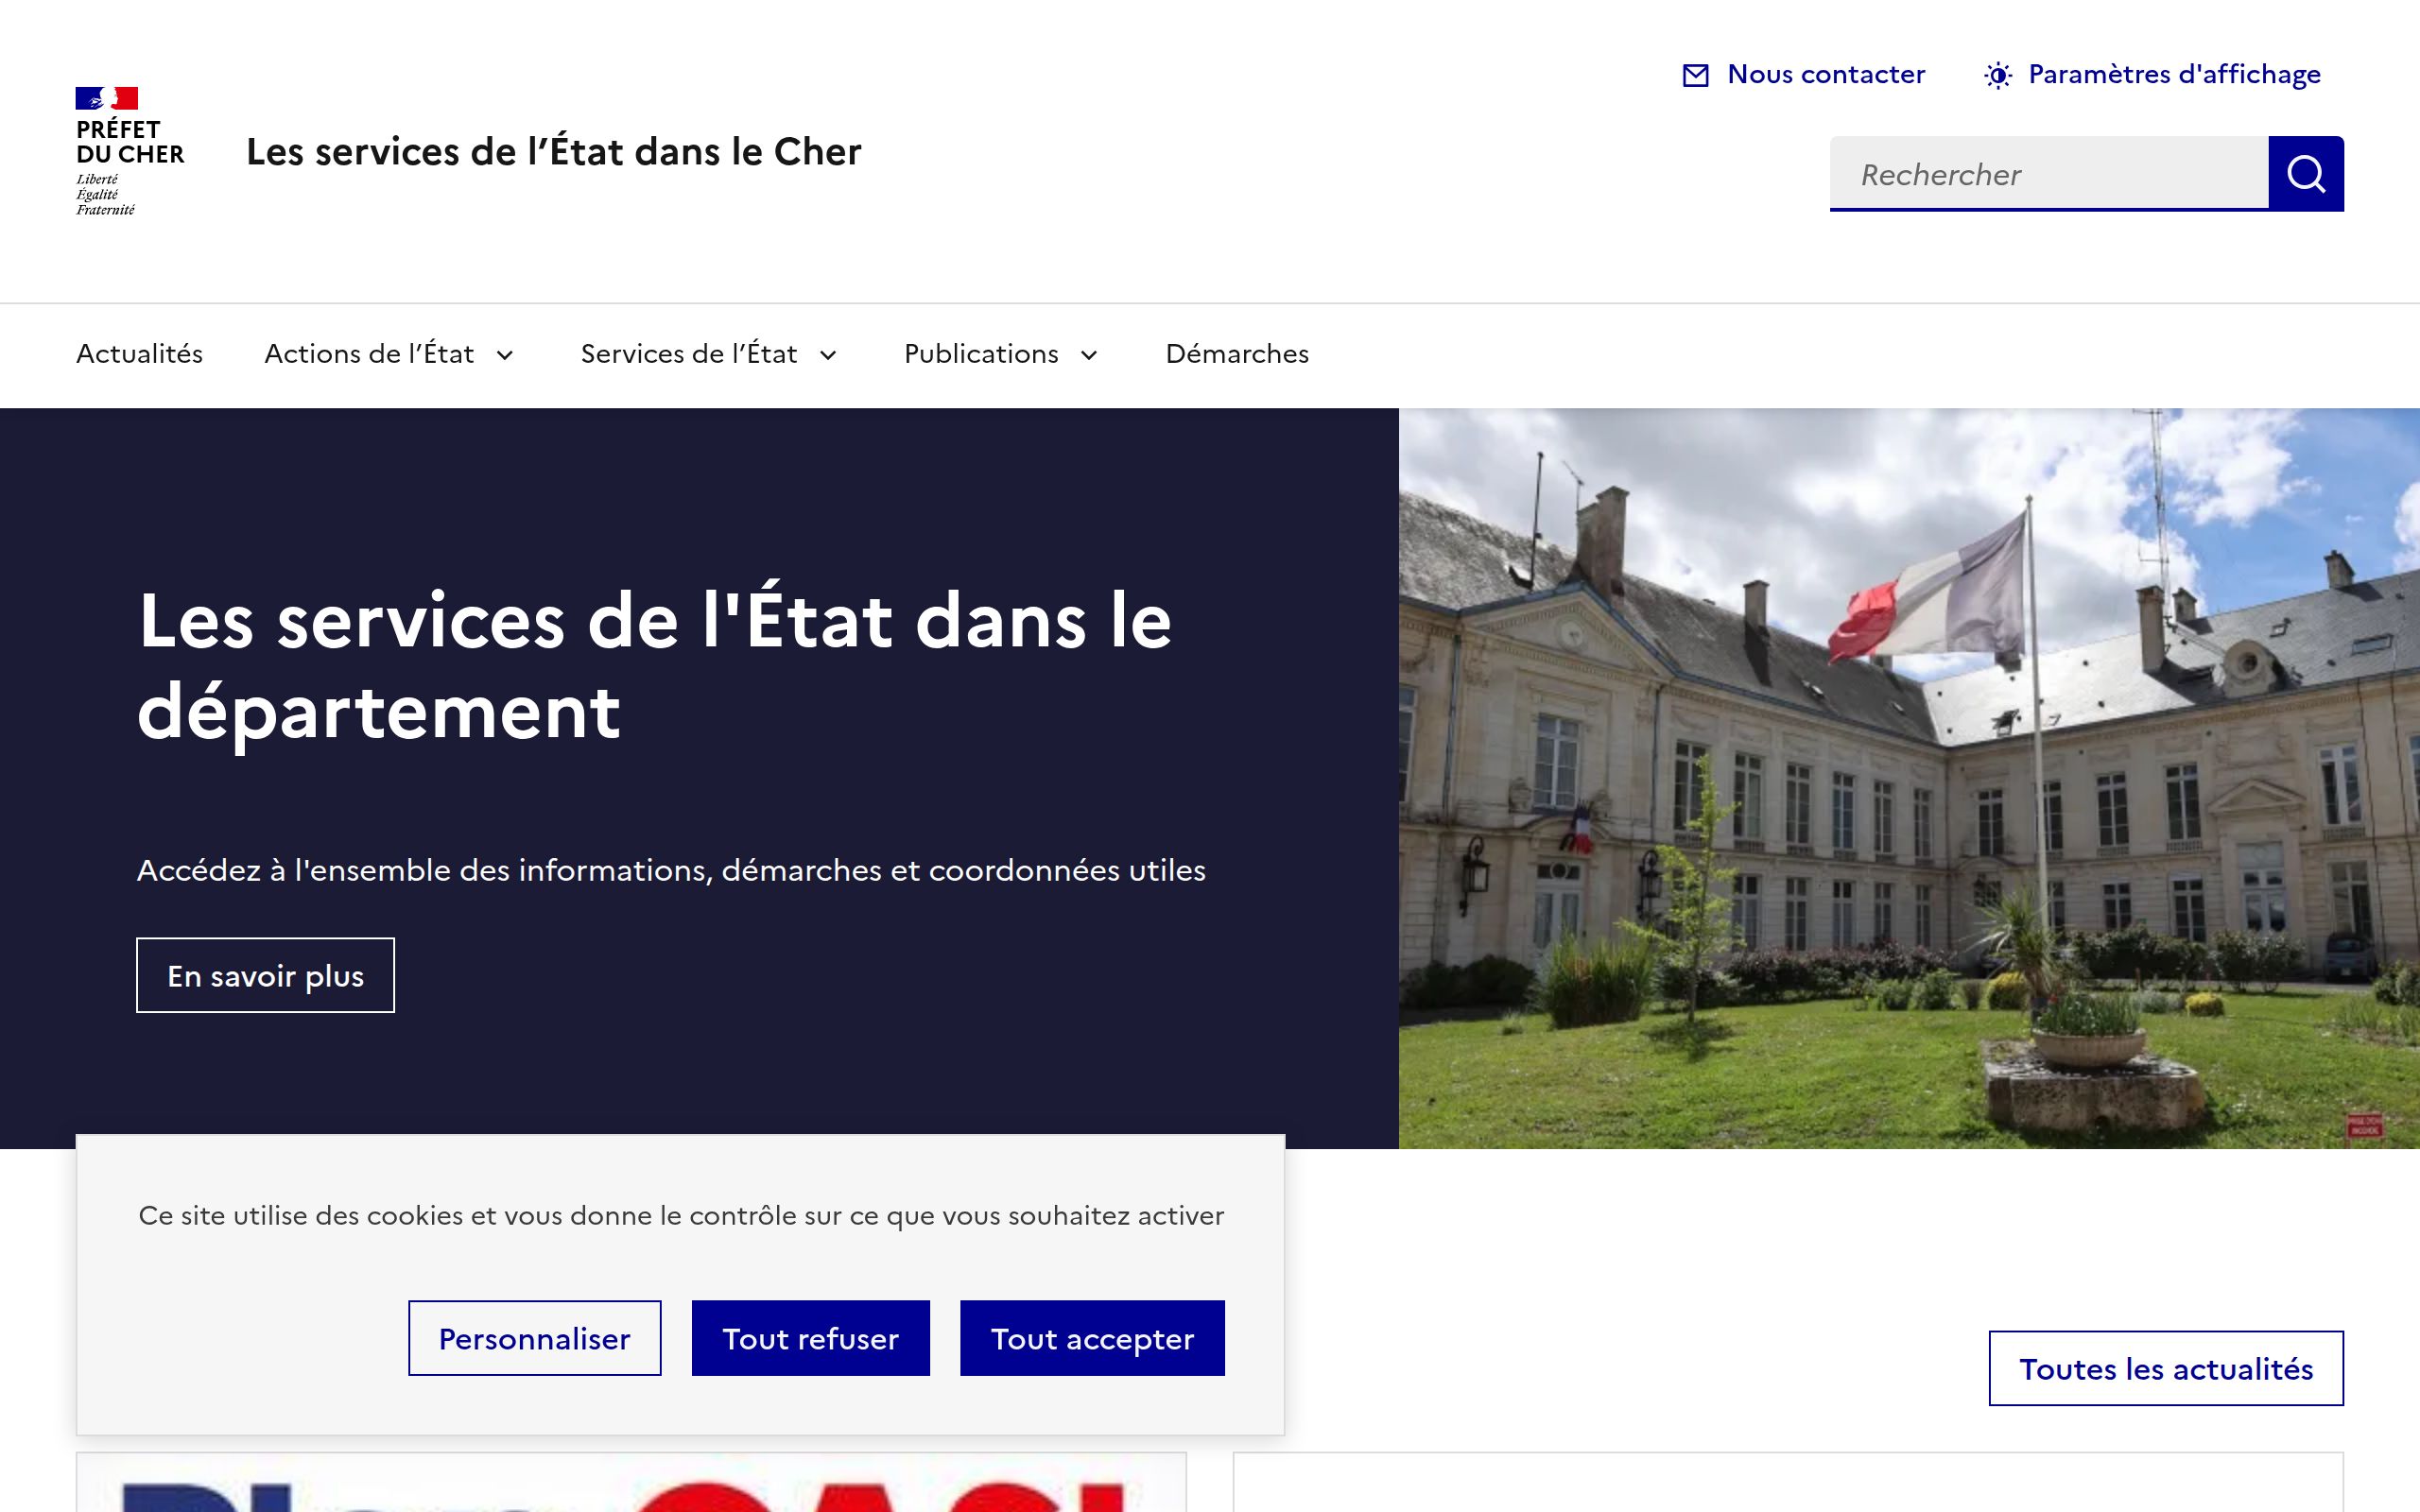 Nous contacter
Paramètres d'affichage
PRÉFET
DU CHER
Liberté
Égalité
Fraternité
Les services de l’État dans le Cher
Rechercher
Actualités
Actions de l’État
Services de l’État
Publications
Démarches
Les services de l'État dans le
département
Accédez à l'ensemble des informations, démarches et coordonnées utiles
En savoir plus
Ce site utilise des cookies et vous donne le contrôle sur ce que vous souhaitez activer
Personnaliser
Tout refuser
Tout accepter
Toutes les actualités